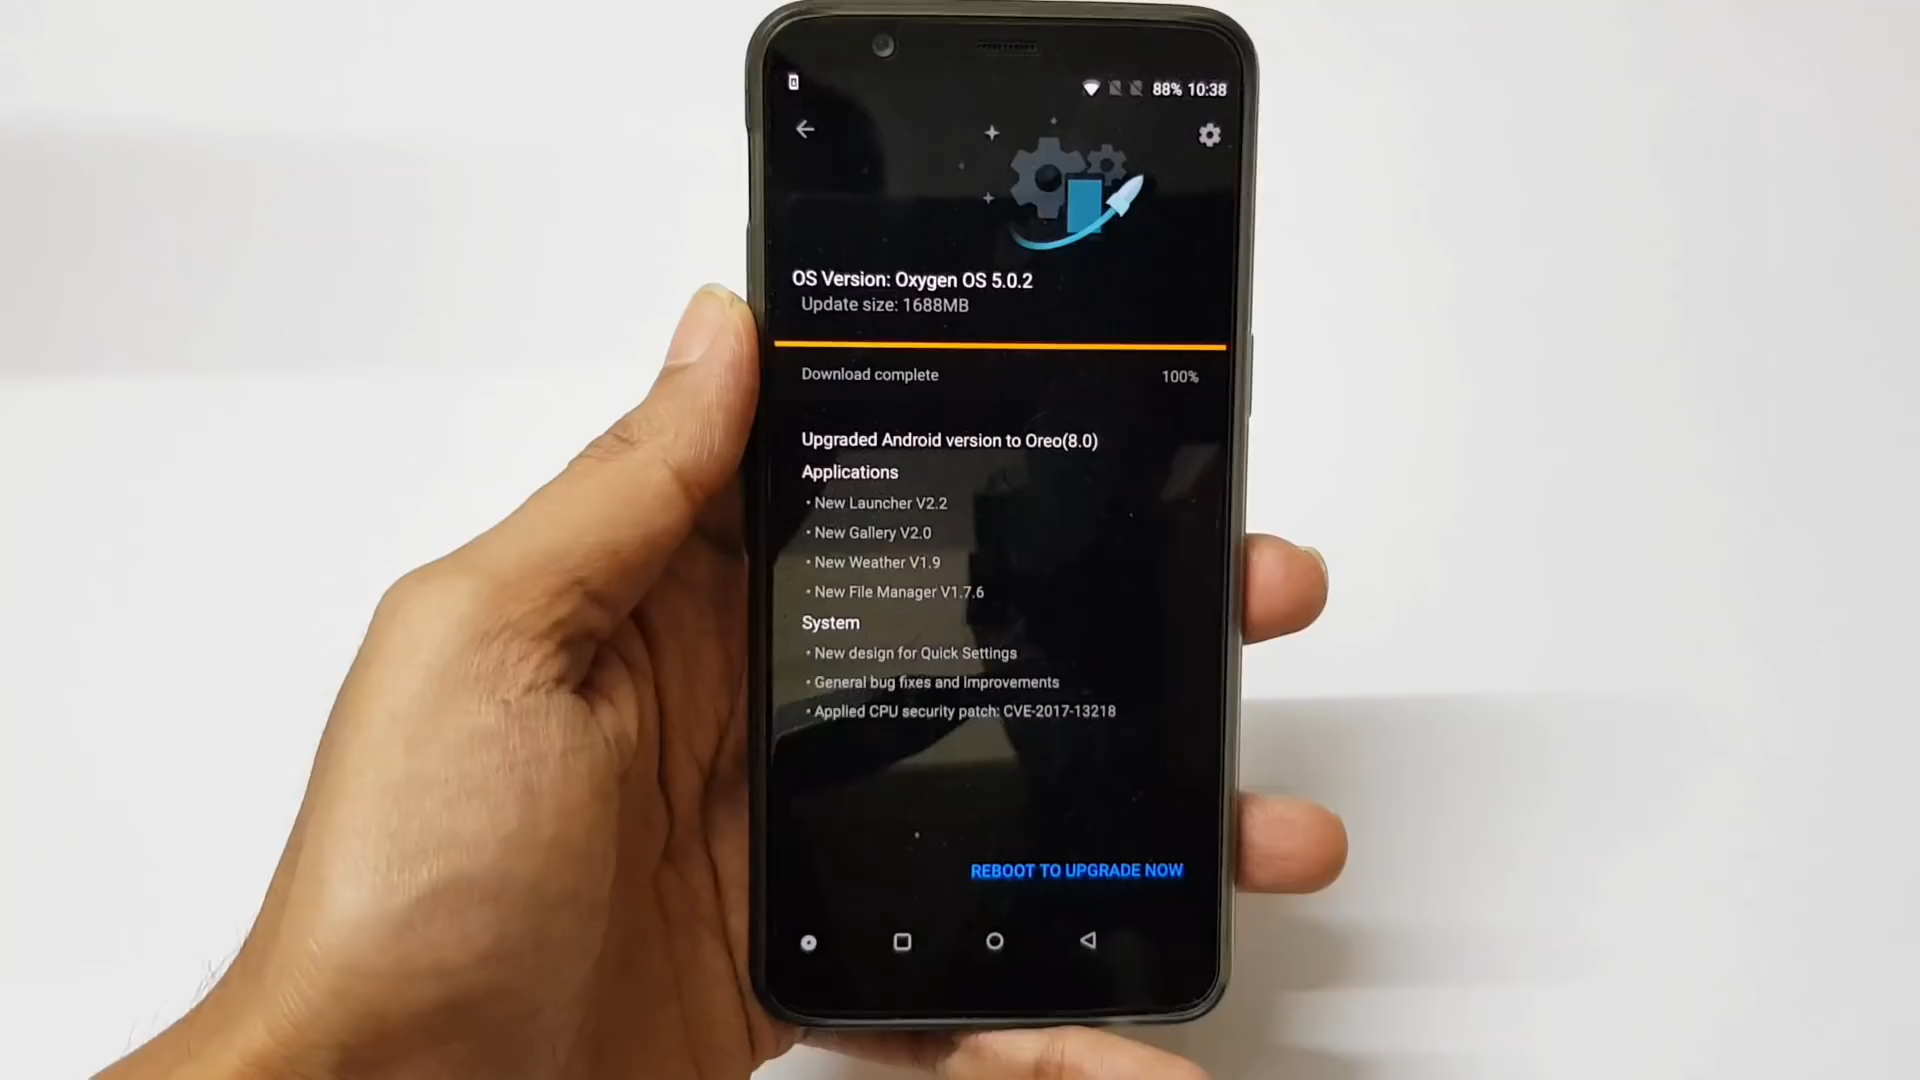 88% 10:38
OS Version: Oxygen OS 5.0.2
Update size: 1688MB
Download complete 100%
Upgraded Android version to Oreo(8.0)
Applications
• New Launcher V2.2
• New Gallery V2.0
• New Weather V1.9
• New File Manager V1.7.6
System
• New design for Quick Settings
• General bug fixes and Improvements
• Applied CPU security patch: CVE-2017-13218
REBOOT TO UPGRADE NOW